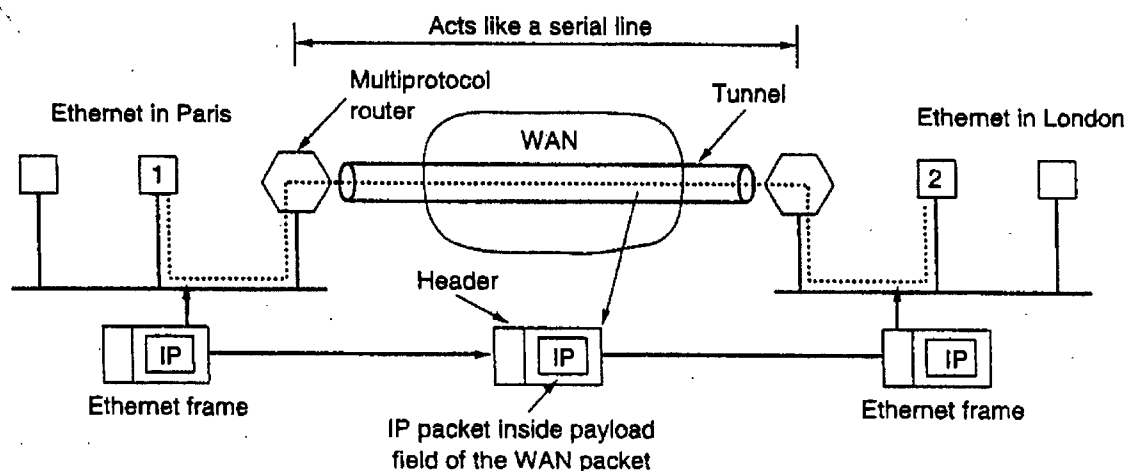 Acts like a serial line
Multiprotocol
router
Tunnel
Ethernet in Paris
Ethernet in London
WAN
1
2
Header
IP
IP
IP
Ethernet frame
Ethernet frame
IP packet inside payload
field of the WAN packet